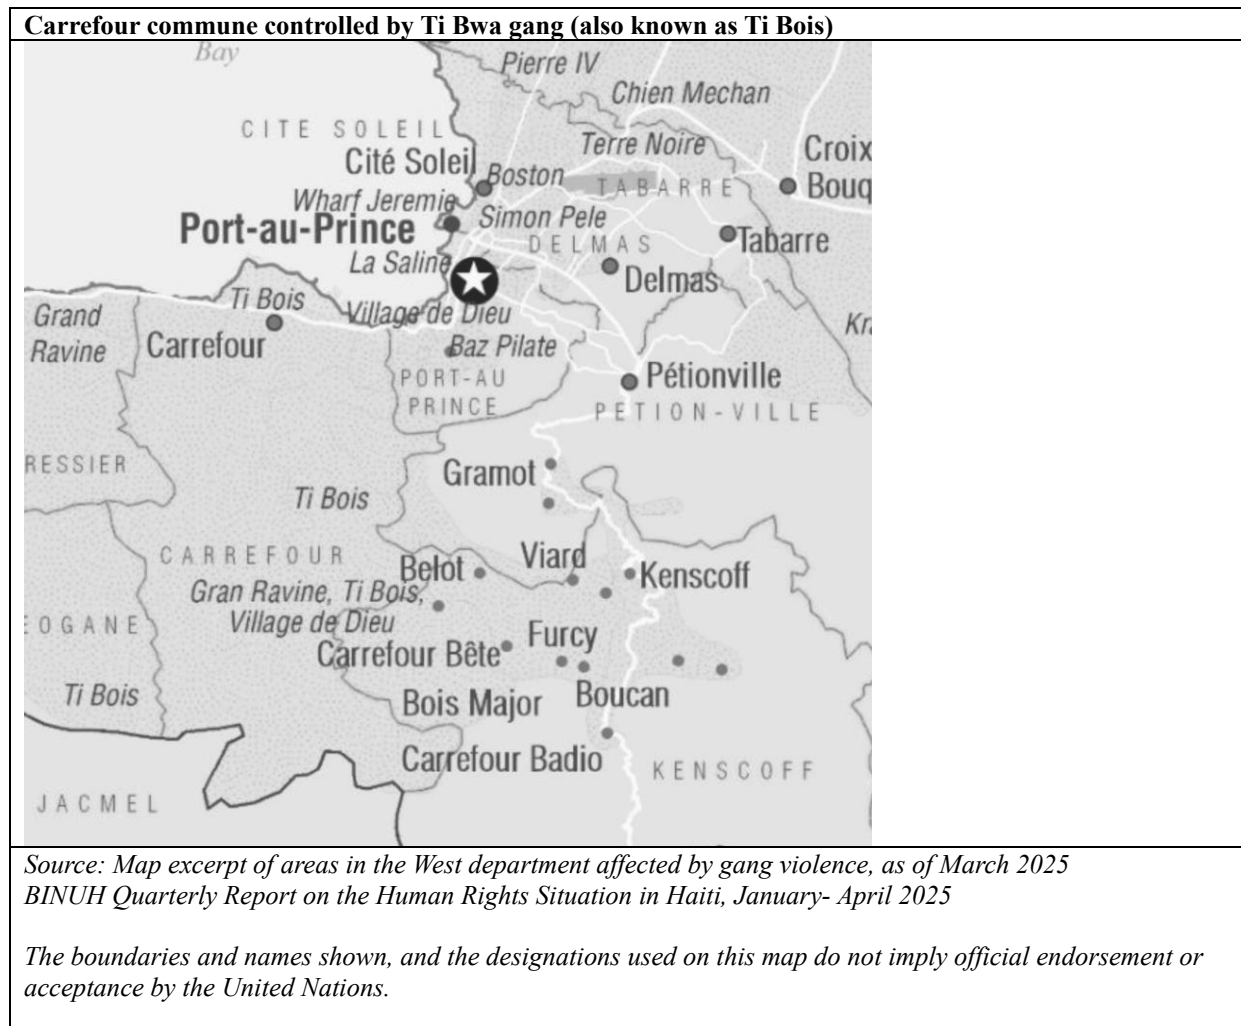 Carrefour commune controlled by Ti Bwa gang (also known as Ti Bois)
Bay
Pierre IV
Chien Mechan
CITE SOLEIL
Terre Noire
Croix
Cité Soleil
Boston
TABARRE
Bouq
Wharf Jeremie
Simon Pele
Port-au-Prince
DELMAS
Tabarre
La Saline
Delmas
Ti Bois
Village de Dieu
Grand
Ravine
Kr
Carrefour
Baz Pilate
PORT-AU
PRINCE
Pétionville
PETION-VILLE
RESSIER
Gramot
Ti Bois
CARREFOUR
Belot
Viard
Kenscoff
Gran Ravine, Ti Bois,
Village de Dieu
EOGANE
Furcy
Carrefour Bête
Ti Bois
Bois Major
Boucan
Carrefour Badio
KENSCOFF
JACMEL
Source: Map excerpt of areas in the West department affected by gang violence, as of March 2025
BINUH Quarterly Report on the Human Rights Situation in Haiti, January- April 2025
The boundaries and names shown, and the designations used on this map do not imply official endorsement or
acceptance by the United Nations.